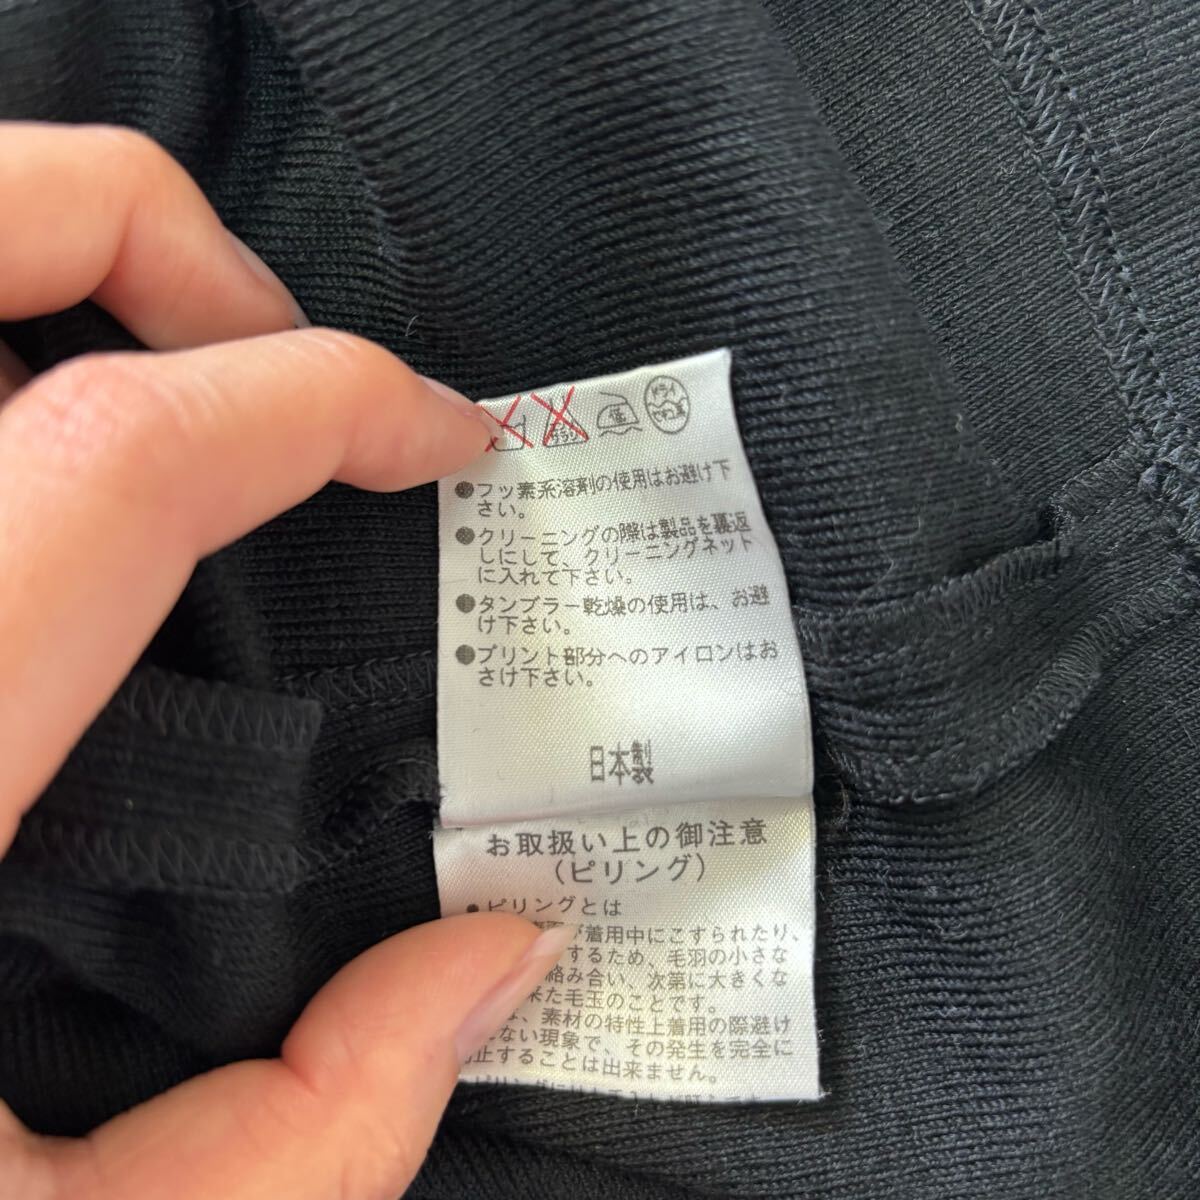 ●フッ素系溶剤の使用はお避け下
さい。
●クリーニングの際は製品を裏返
しにして、クリーニングネット
に入れて下さい。
●タンブラー乾燥の使用は、お避
け下さい。
●プリント部分へのアイロンはお
さけ下さい。
日本製
お取扱い上の御注意
(ピリング)
●ピリングとは
が着用中にこすられたり、
するため、毛羽の小さな
絡み合い、次第に大きくな
来た毛玉のことです。
、素材の特性上着用の際避け
ない現象で、その発生を完全に
止することは出来ません。